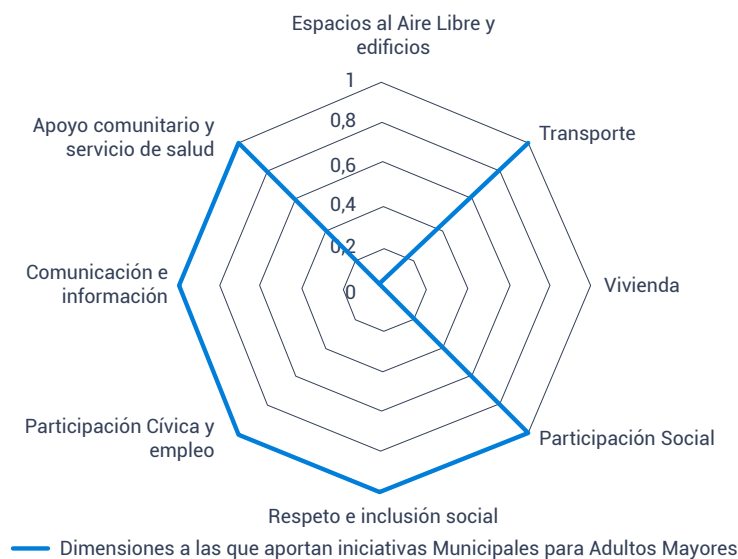 Espacios al Aire Libre y
edificios
1
0,8
0,6
0,4
0,2
0
Transporte
Vivienda
Participación Social
Respeto e inclusión social
Participación Cívica y
empleo
Comunicación e
información
Apoyo comunitario y
servicio de salud
Dimensiones a las que aportan iniciativas Municipales para Adultos Mayores